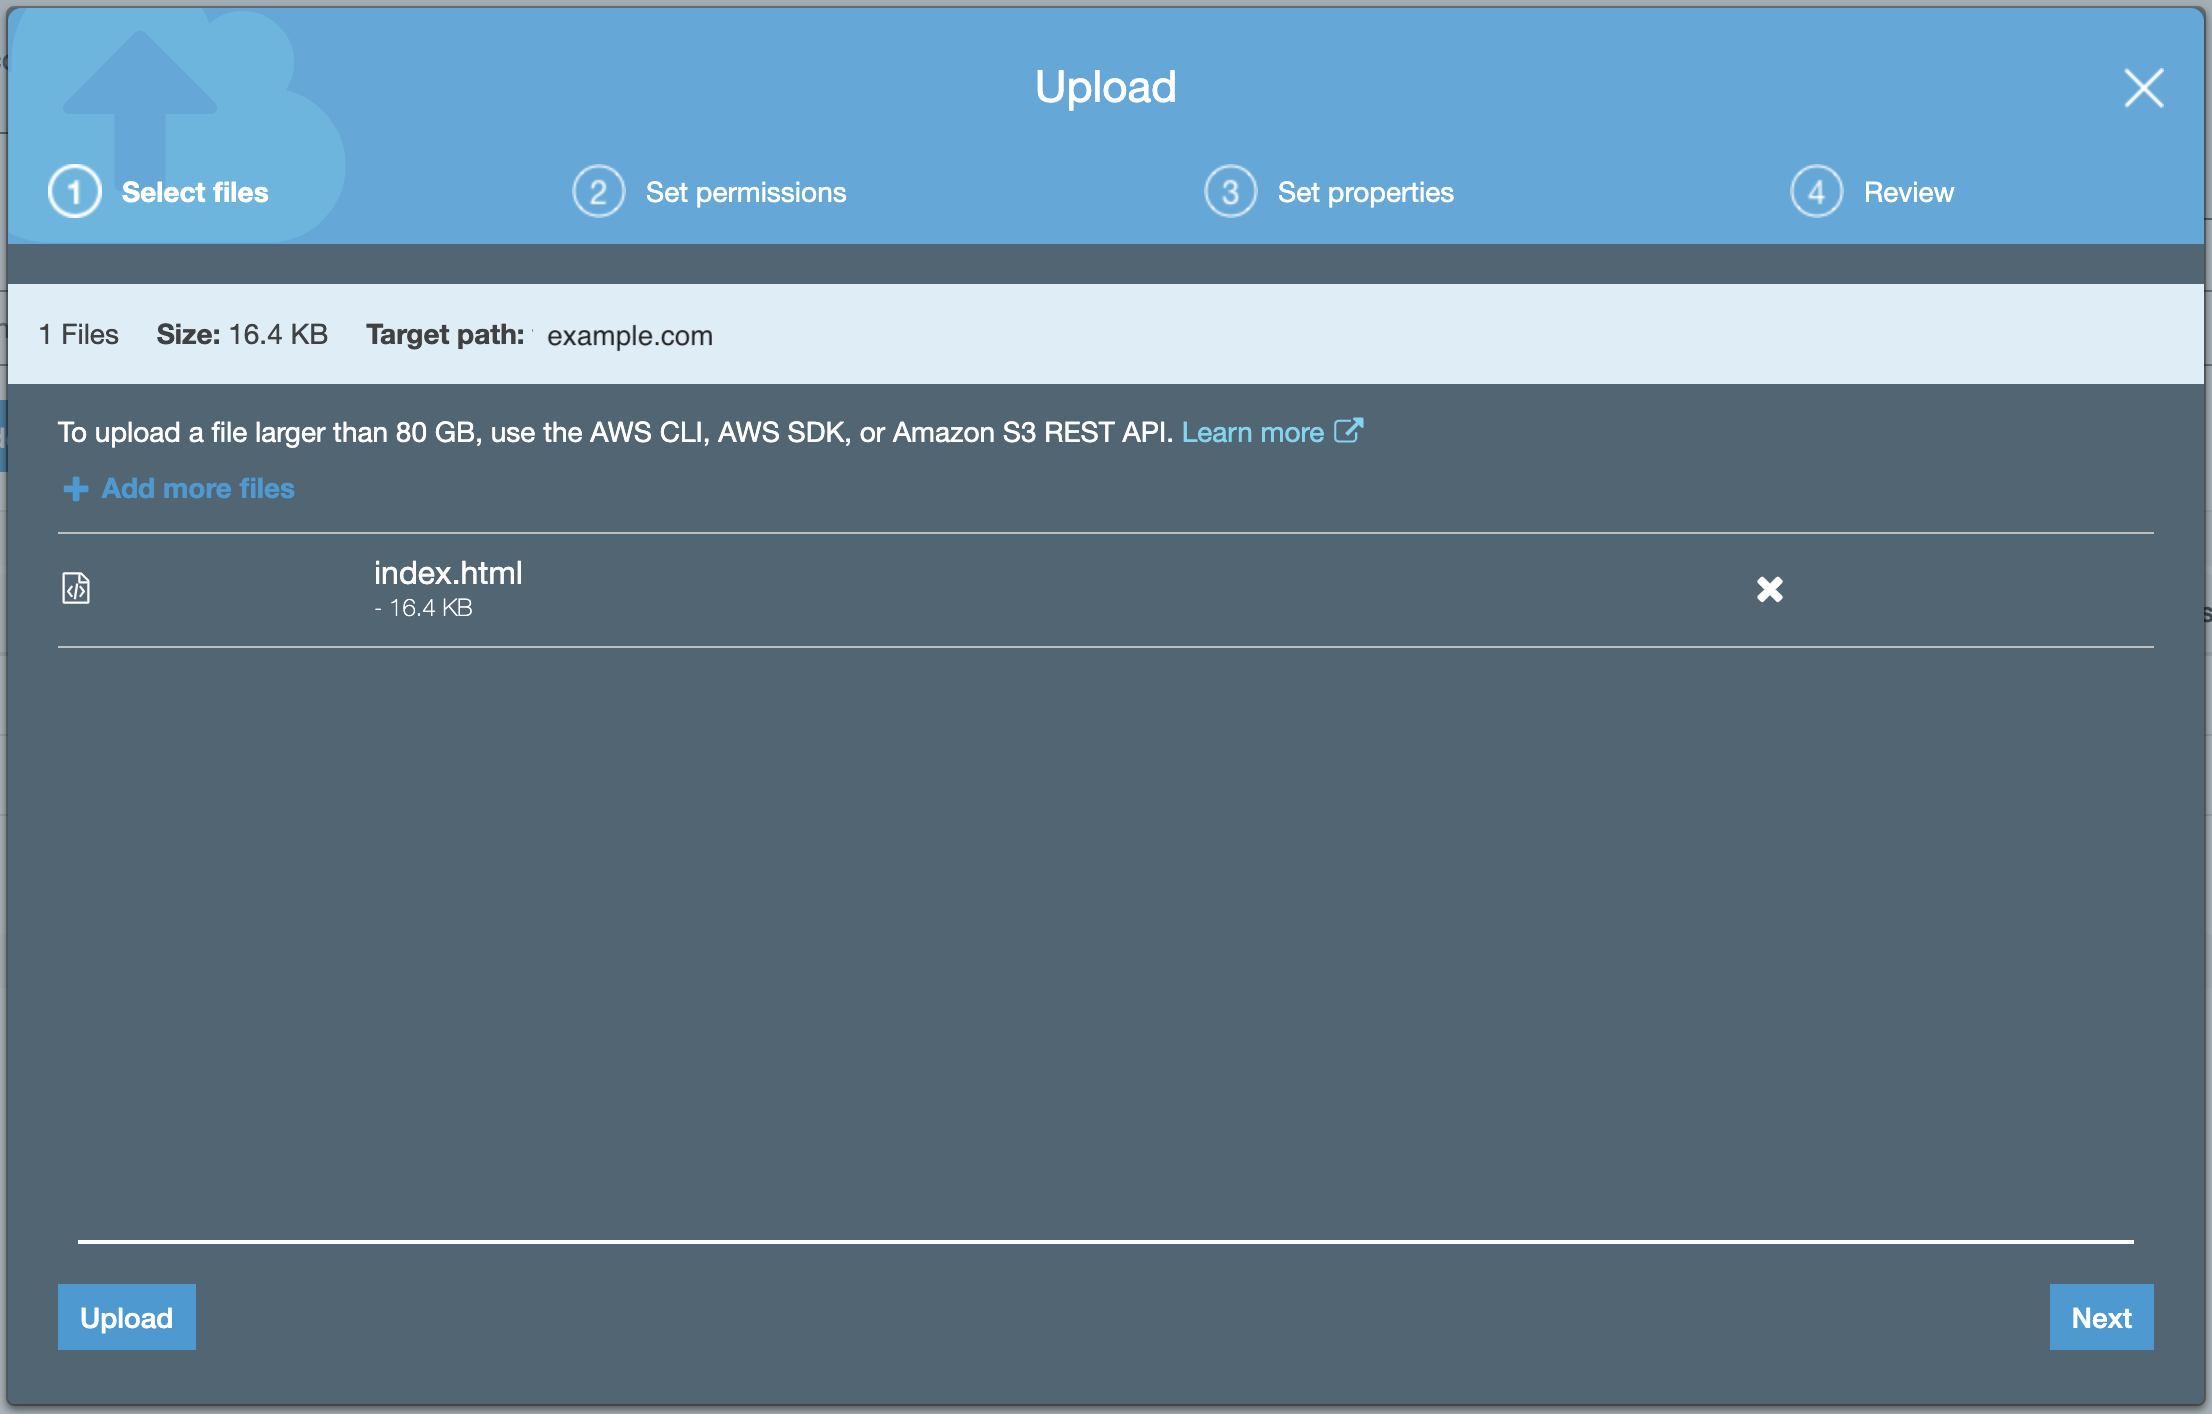 Upload
1 Select files
2 Set permissions
3 Set properties
4 Review
1 Files Size: 16.4 KB Target path: example.com
To upload a file larger than 80 GB, use the AWS CLI, AWS SDK, or Amazon S3 REST API. Learn more
Add more files
index.html
- 16.4 KB
Upload
Next